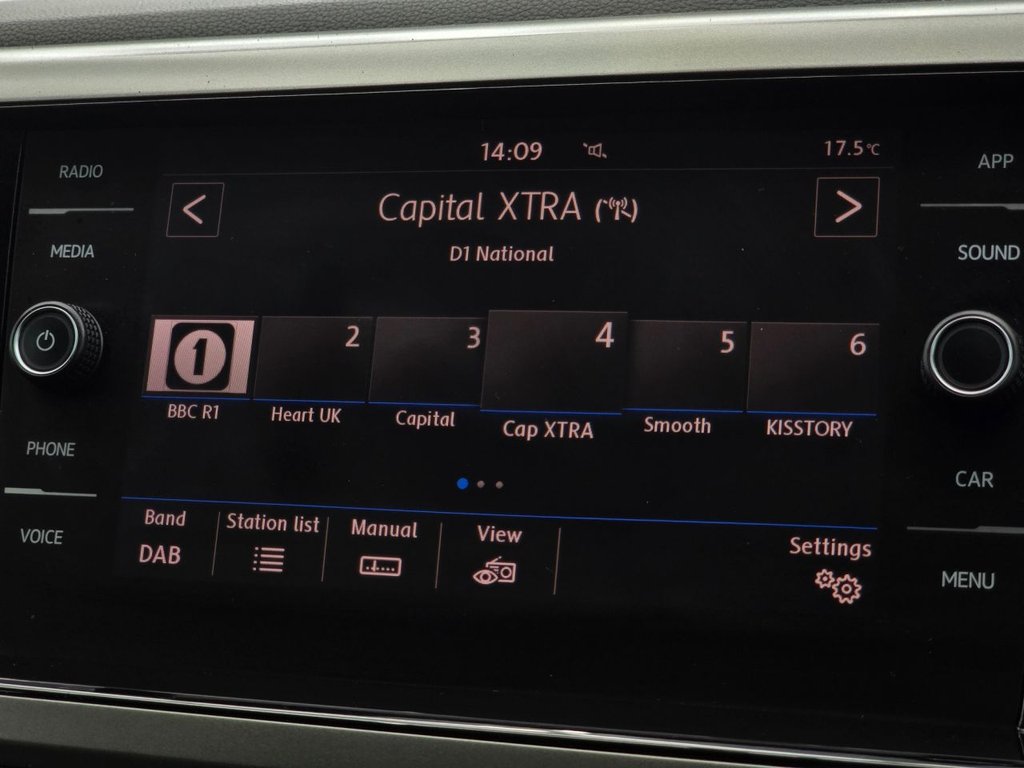 14:09
17.5°C
RADIO
APP
Capital XTRA
MEDIA
SOUND
D1 National
1
2
3
4
5
6
BBC R1
Heart UK
Capital
Cap XTRA
Smooth
KISSTORY
PHONE
CAR
VOICE
MENU
Band
DAB
Station list
Manual
View
Settings